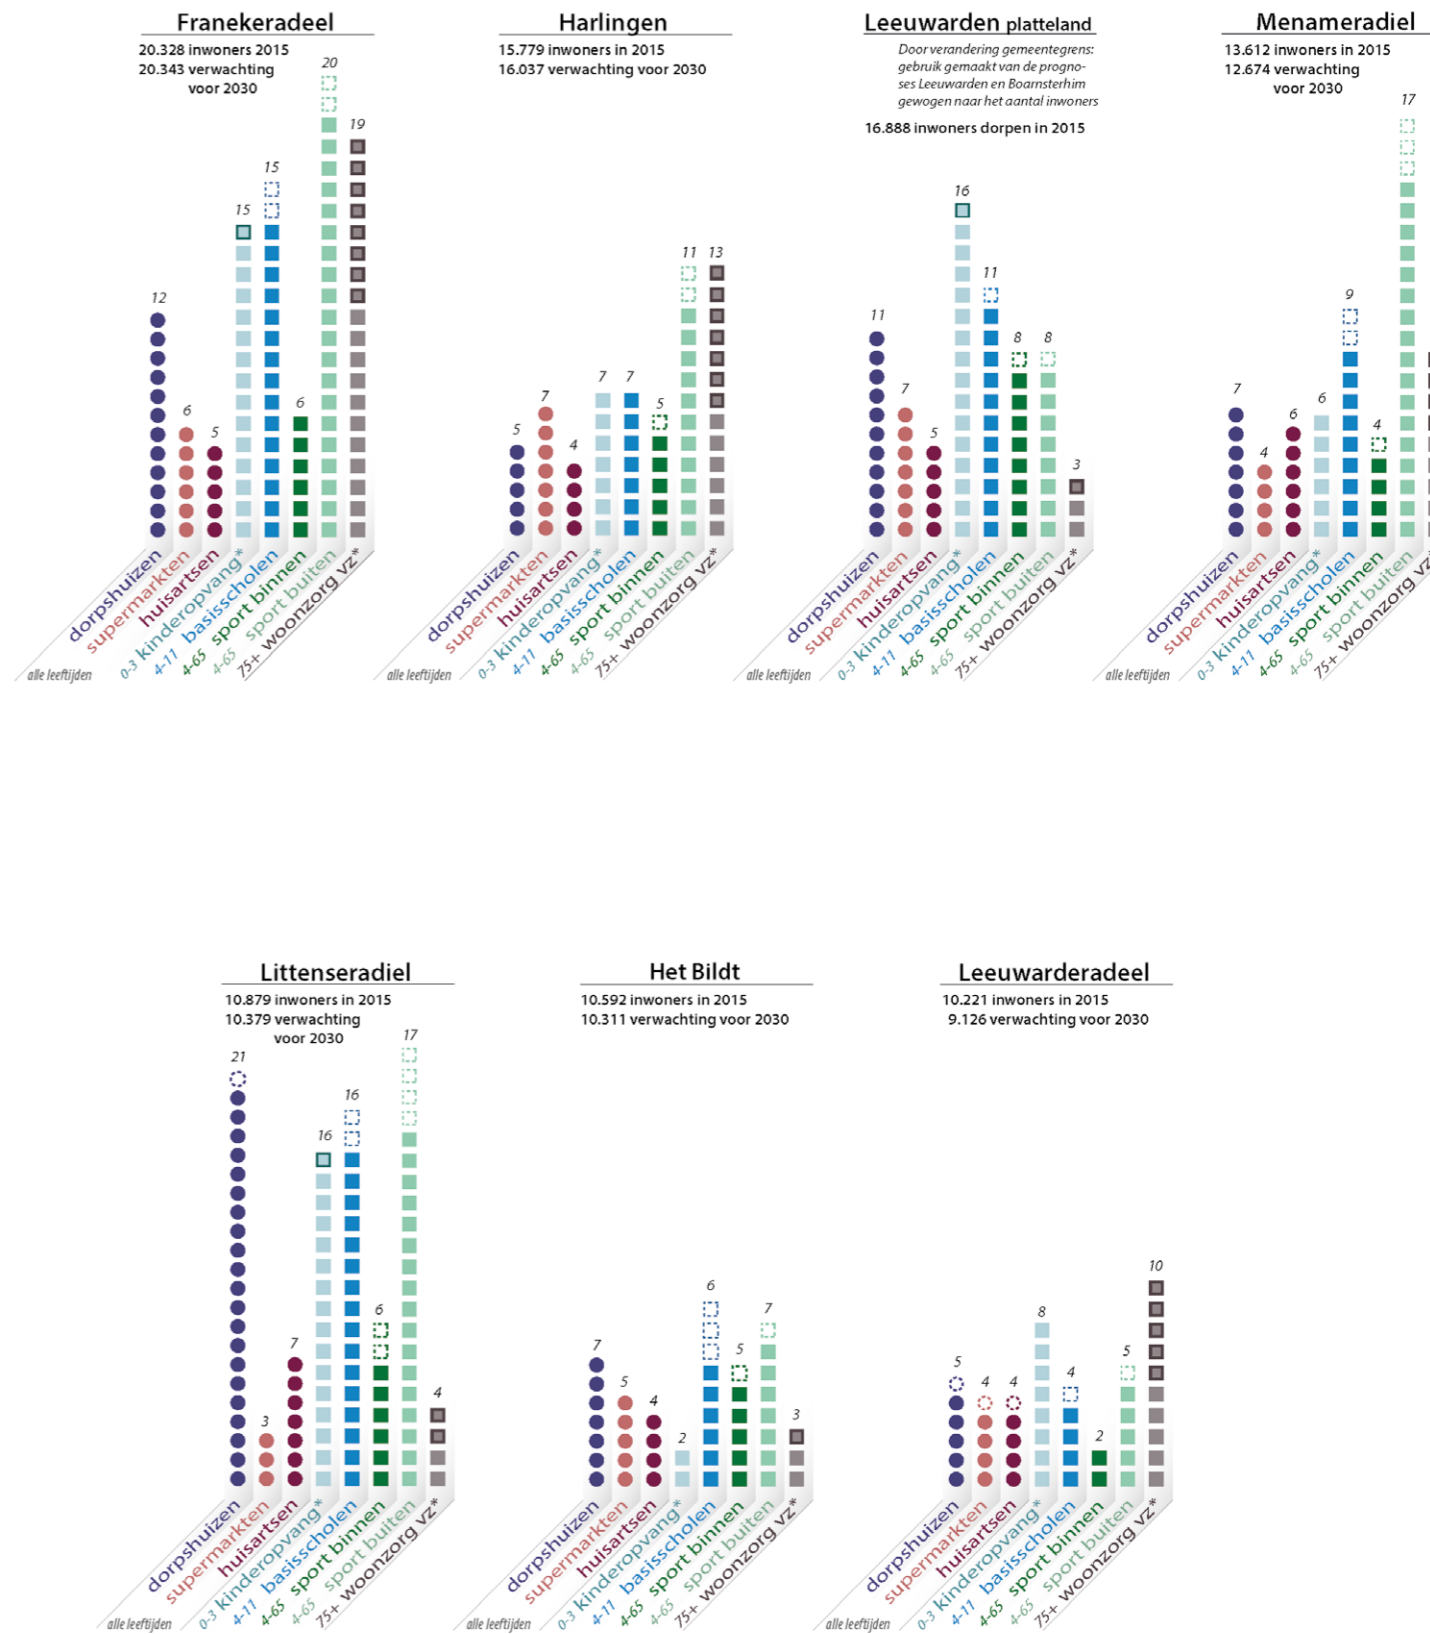 Franekeradeel
20.328 inwoners 2015
20.343 verwachting
voor 2030
12
6
5
15
15
6
20
19
dorpshuizen
supermarkten
huisartsen
0-3 kinderopvang*
4-11 basisscholen
4-65 sport binnen
4-65 sport buiten
75+ woonzorg vz*
alle leeftijden
Harlingen
15.779 inwoners in 2015
16.037 verwachting voor 2030
5
7
4
7
7
5
11
13
dorpshuizen
supermarkten
huisartsen
0-3 kinderopvang*
4-11 basisscholen
4-65 sport binnen
4-65 sport buiten
75+ woonzorg vz*
alle leeftijden
Leeuwarden platteland
Door verandering gemeentegrens:
gebruik gemaakt van de progno-
ses Leeuwarden en Boarnsterhim
gewogen naar het aantal inwoners
16.888 inwoners dorpen in 2015
11
7
5
16
11
8
8
3
dorpshuizen
supermarkten
huisartsen
0-3 kinderopvang*
4-11 basisscholen
4-65 sport binnen
4-65 sport buiten
75+ woonzorg vz*
alle leeftijden
Menameradiel
13.612 inwoners in 2015
12.674 verwachting
voor 2030
7
4
6
6
9
4
17
dorpshuizen
supermarkten
huisartsen
0-3 kinderopvang*
4-11 basisscholen
4-65 sport binnen
4-65 sport buiten
75+ woonzorg vz*
alle leeftijden
Littenseradiel
10.879 inwoners in 2015
10.379 verwachting
voor 2030
21
3
7
16
16
6
17
4
dorpshuizen
supermarkten
huisartsen
0-3 kinderopvang*
4-11 basisscholen
4-65 sport binnen
4-65 sport buiten
75+ woonzorg vz*
alle leeftijden
Het Bildt
10.592 inwoners in 2015
10.311 verwachting voor 2030
7
5
4
2
6
5
7
3
dorpshuizen
supermarkten
huisartsen
0-3 kinderopvang*
4-11 basisscholen
4-65 sport binnen
4-65 sport buiten
75+ woonzorg vz*
alle leeftijden
Leeuwarderadeel
10.221 inwoners in 2015
9.126 verwachting voor 2030
5
4
4
8
4
2
5
10
dorpshuizen
supermarkten
huisartsen
0-3 kinderopvang*
4-11 basisscholen
4-65 sport binnen
4-65 sport buiten
75+ woonzorg vz*
alle leeftijden